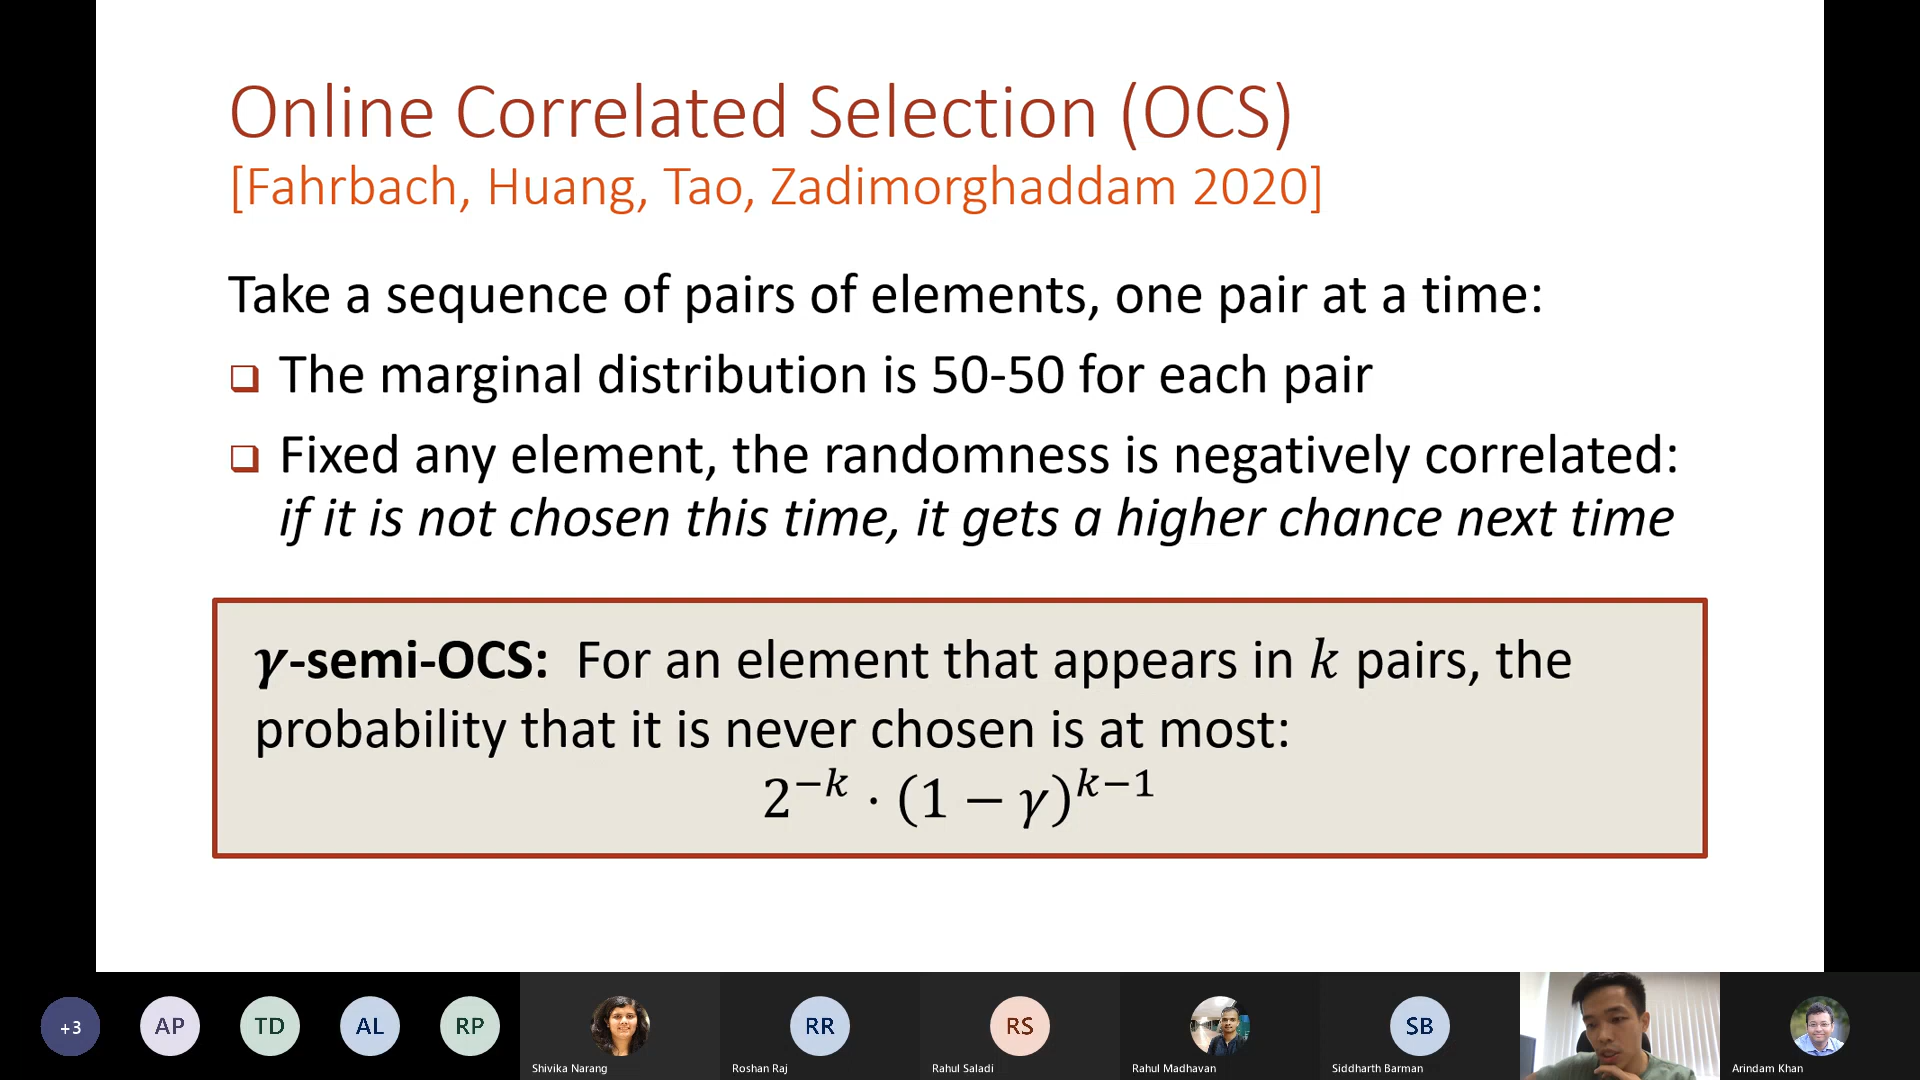 Online Correlated Selection (OCS)
[Fahrbach, Huang, Tao, Zadimorghaddam 2020]
Take a sequence of pairs of elements, one pair at a time:
❑ The marginal distribution is 50-50 for each pair
❑ Fixed any element, the randomness is negatively correlated:
if it is not chosen this time, it gets a higher chance next time
γ-semi-OCS: For an element that appears in k pairs, the
probability that it is never chosen is at most:
2^{−k} · (1 − γ)^{k−1}
+3 AP TD AL RP RR RS SB
Shivika Narang Roshan Raj Rahul Saladi Rahul Madhavan Siddharth Barman Arindam Khan